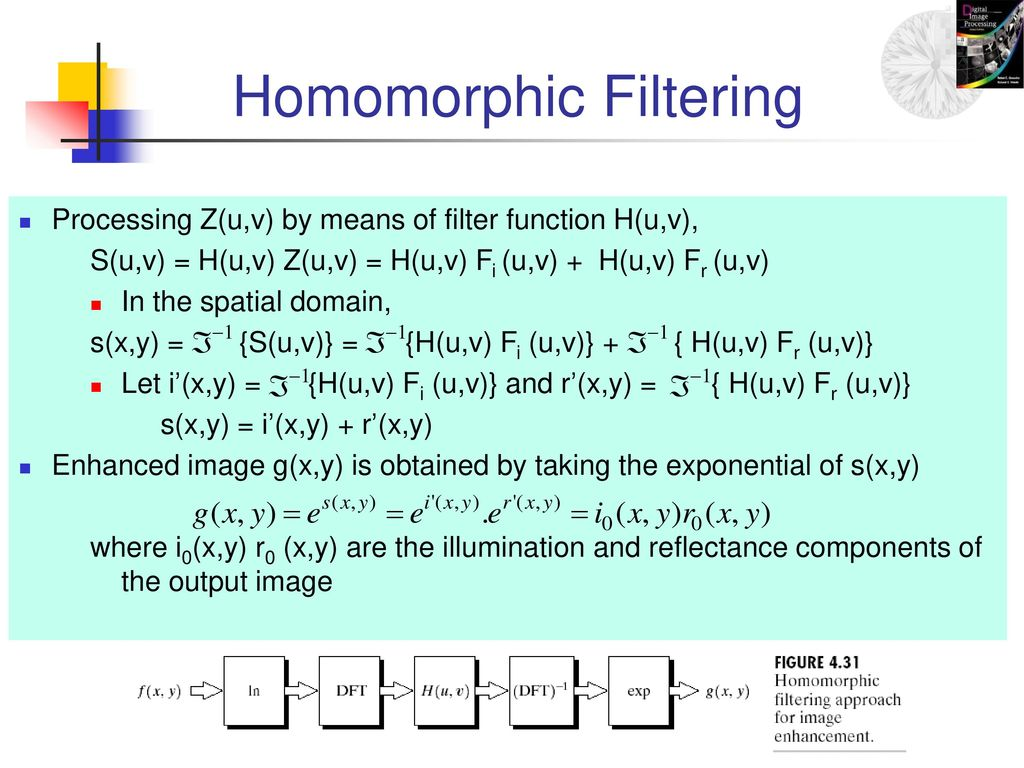 Digital
Image
Processing
Homomorphic Filtering
Processing Z(u,v) by means of filter function H(u,v),
S(u,v) = H(u,v) Z(u,v) = H(u,v) Fi (u,v) + H(u,v) Fr (u,v)
In the spatial domain,
s(x,y) = ℑ−1 {S(u,v)} = ℑ−1{H(u,v) Fi (u,v)} + ℑ−1 { H(u,v) Fr (u,v)}
Let i’(x,y) = ℑ−1{H(u,v) Fi (u,v)} and r’(x,y) = ℑ−1{ H(u,v) Fr (u,v)}
s(x,y) = i’(x,y) + r’(x,y)
Enhanced image g(x,y) is obtained by taking the exponential of s(x,y)
g(x, y) = e^s(x,y) = e^i'(x,y) .e^r'(x,y) = i0(x, y)r0(x, y)
where i0(x,y) r0 (x,y) are the illumination and reflectance components of
the output image
f(x, y) ln DFT H(u, v) (DFT)−1 exp g(x, y)
FIGURE 4.31
Homomorphic
filtering approach
for image
enhancement.